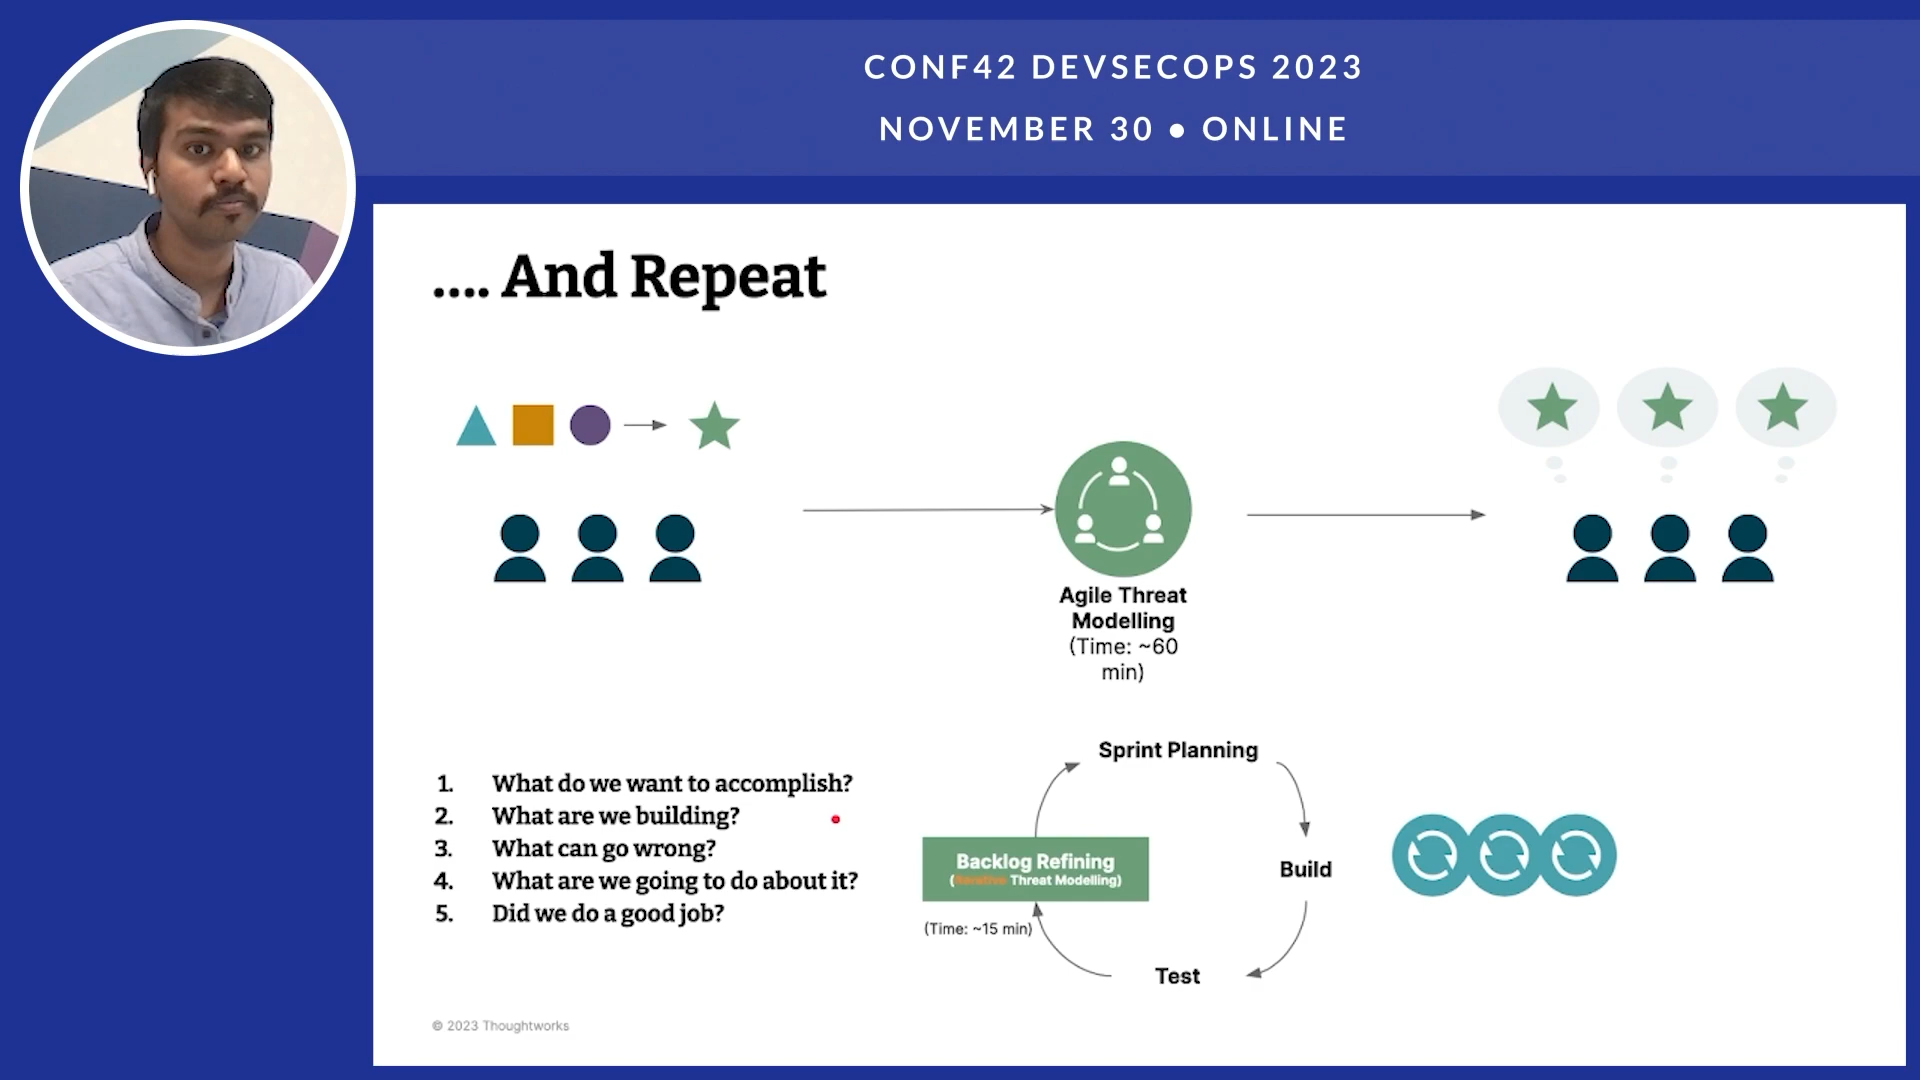 CONF42 DEVSECOPS 2023
NOVEMBER 30 ● ONLINE
.... And Repeat
Agile Threat
Modelling
(Time: ~60
min)
1. What do we want to accomplish?
2. What are we building?
3. What can go wrong?
4. What are we going to do about it?
5. Did we do a good job?
Sprint Planning
Backlog Refining
(Iterative Threat Modelling)
(Time: ~15 min)
Build
Test
© 2023 Thoughtworks